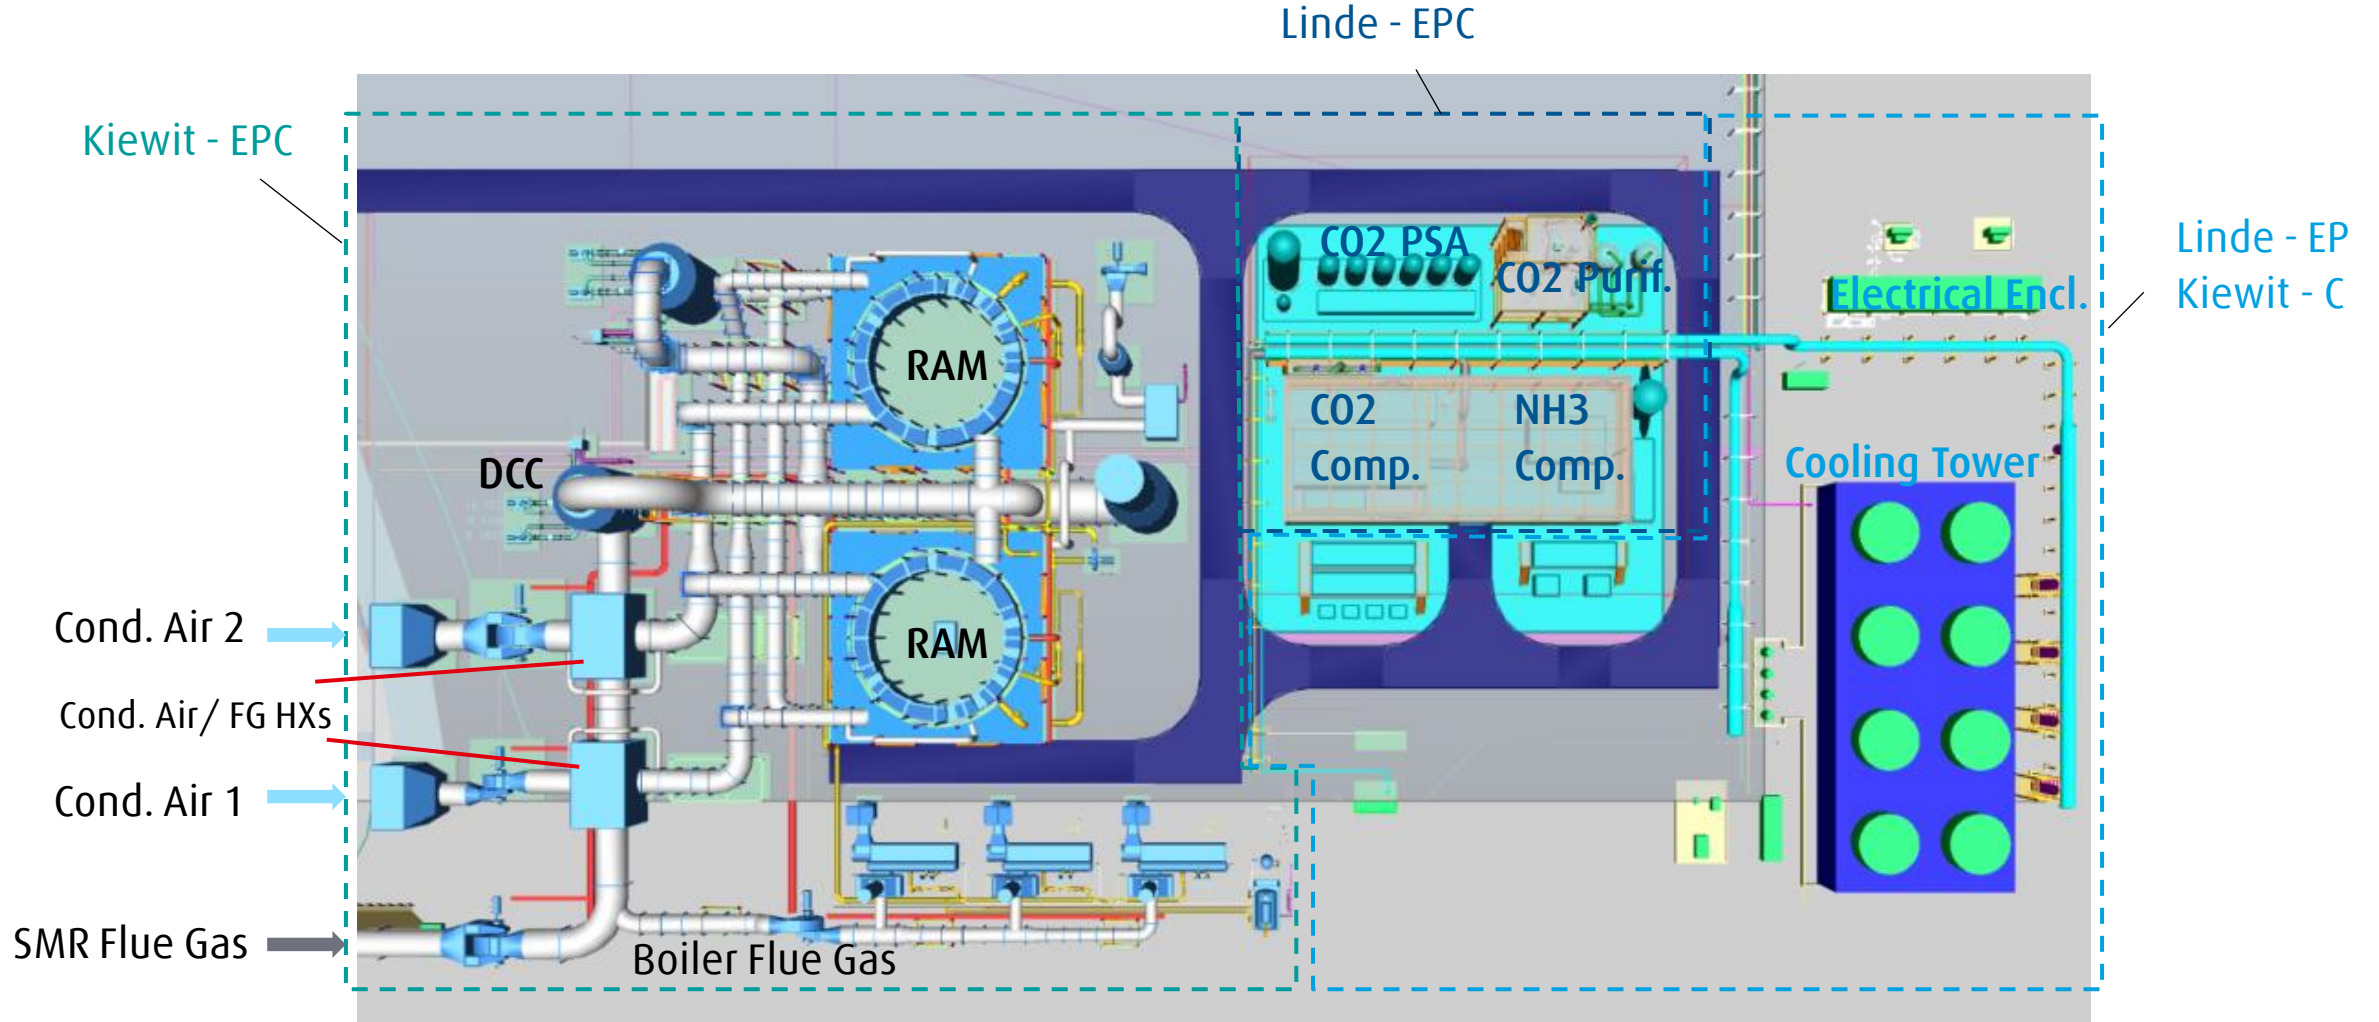 Linde - EPC
Kiewit - EPC
Linde - EP
Kiewit - C
CO2 PSA
CO2 Purif.
Electrical Encl.
RAM
CO2
Comp.
NH3
Comp.
DCC
Cooling Tower
Cond. Air 2
RAM
Cond. Air/ FG HXs
Cond. Air 1
SMR Flue Gas
Boiler Flue Gas